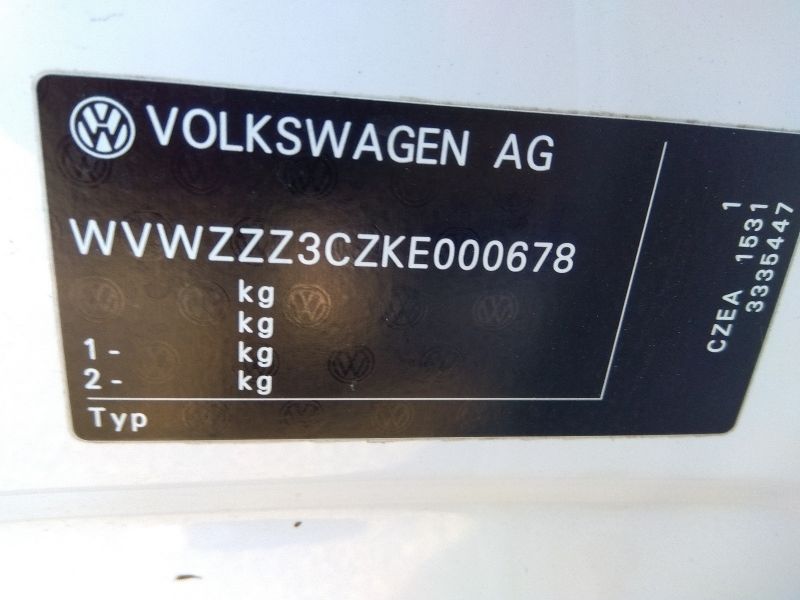 VOLKSWAGEN AG
WVWZZZ3CZKE000678
kg
kg
1- kg
2- kg
Typ
1
CZEA 1531
3335447